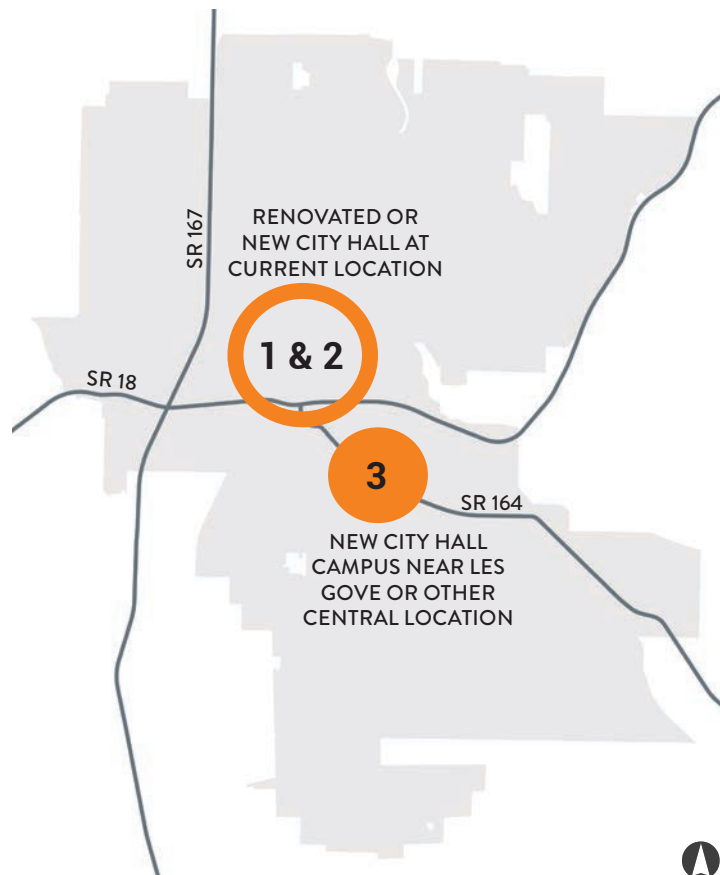 SR 167
RENOVATED OR
NEW CITY HALL AT
CURRENT LOCATION
1 & 2
SR 18
3
SR 164
NEW CITY HALL
CAMPUS NEAR LES
GOVE OR OTHER
CENTRAL LOCATION